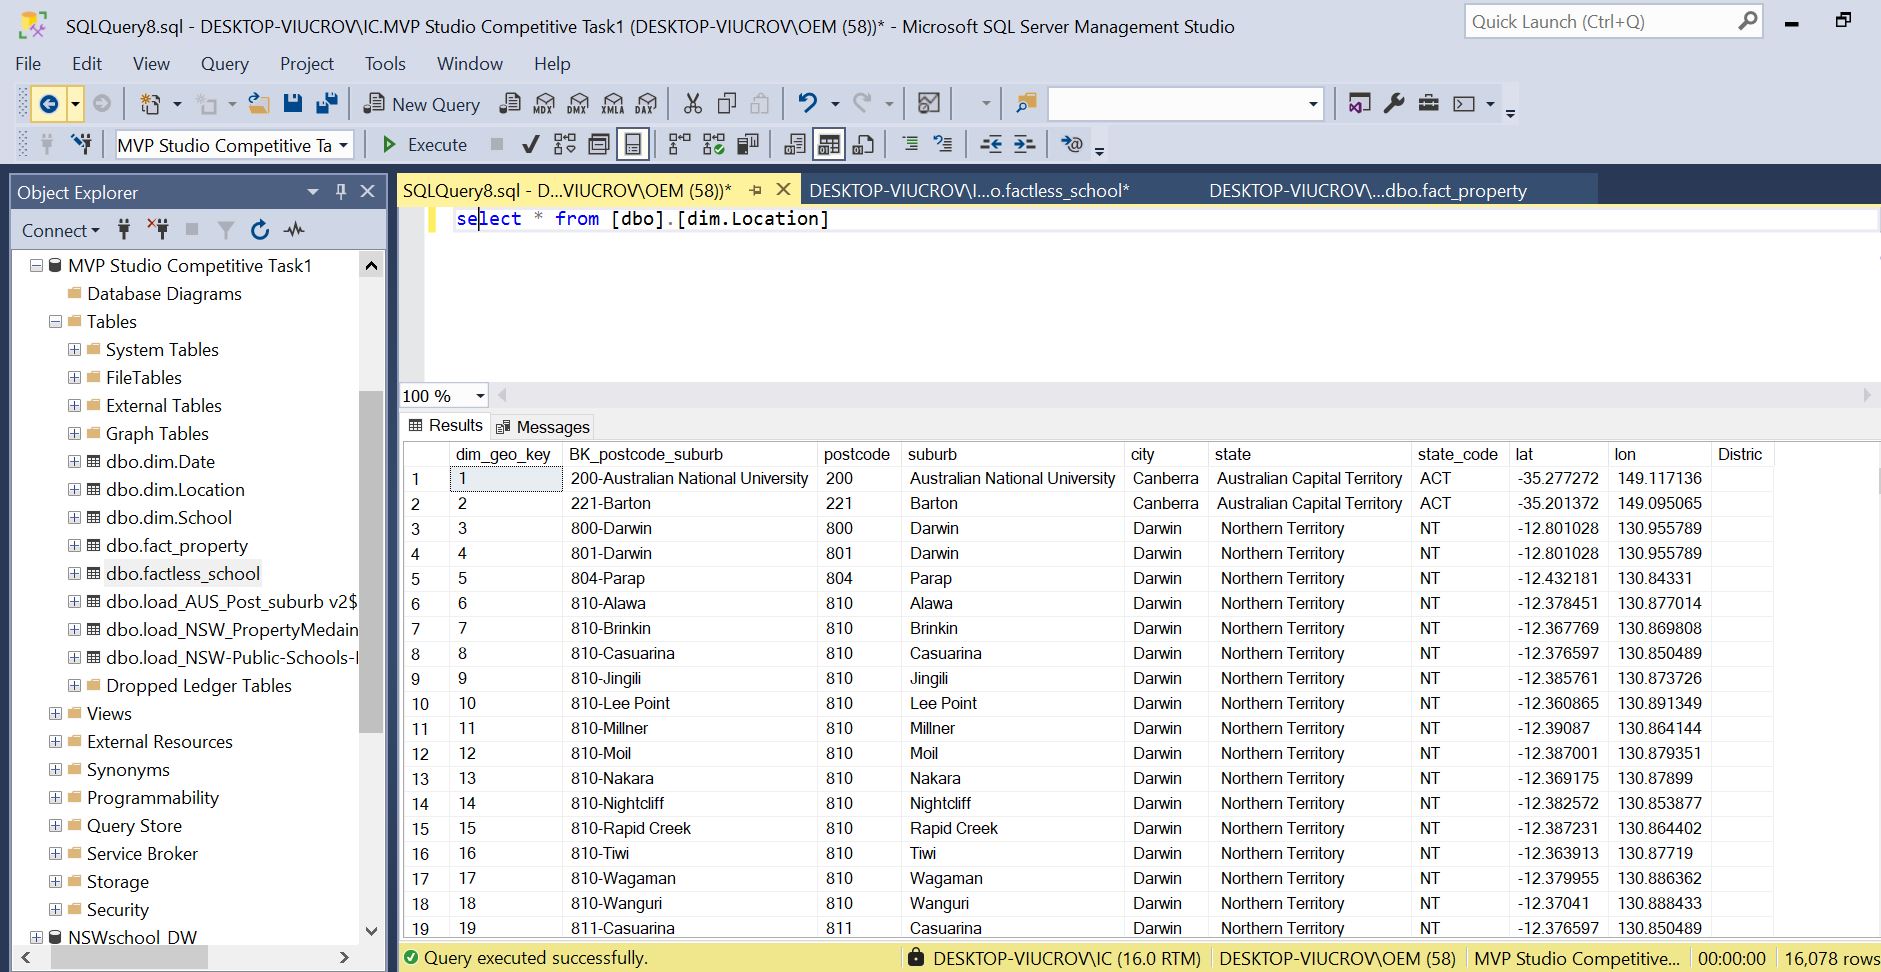 SQLQuery8.sql - DESKTOP-VIUCROV\IC.MVP Studio Competitive Task1 (DESKTOP-VIUCROV\OEM (58))* - Microsoft SQL Server Management Studio
Quick Launch (Ctrl+Q)
File Edit View Query Project Tools Window Help
New Query MDX DMX XMLA DAX
MVP Studio Competitive Ta Execute
Object Explorer
Connect
MVP Studio Competitive Task1
Database Diagrams
Tables
System Tables
FileTables
External Tables
Graph Tables
dbo.dim.Date
dbo.dim.Location
dbo.dim.School
dbo.fact_property
dbo.factless_school
dbo.load_AUS_Post_suburb v2$
dbo.load_NSW_PropertyMedain
dbo.load_NSW-Public-Schools-
Dropped Ledger Tables
Views
External Resources
Synonyms
Programmability
Query Store
Service Broker
Storage
Security
NSWschool_DW
SQLQuery8.sql - D...VIUCROV\OEM (58))* DESKTOP-VIUCROV\I...o.factless_school* DESKTOP-VIUCROV\...dbo.fact_property
select * from [dbo].[dim.Location]
100 %
Results Messages
dim_geo_key BK_postcode_suburb postcode suburb city state state_code lat lon Distric
1 1 200-Australian National University 200 Australian National University Canberra Australian Capital Territory ACT -35.277272 149.117136
2 2 221-Barton 221 Barton Canberra Australian Capital Territory ACT -35.201372 149.095065
3 3 800-Darwin 800 Darwin Darwin Northern Territory NT -12.801028 130.955789
4 4 801-Darwin 801 Darwin Darwin Northern Territory NT -12.801028 130.955789
5 5 804-Parap 804 Parap Darwin Northern Territory NT -12.432181 130.84331
6 6 810-Alawa 810 Alawa Darwin Northern Territory NT -12.378451 130.877014
7 7 810-Brinkin 810 Brinkin Darwin Northern Territory NT -12.367769 130.869808
8 8 810-Casuarina 810 Casuarina Darwin Northern Territory NT -12.376597 130.850489
9 9 810-Jingili 810 Jingili Darwin Northern Territory NT -12.385761 130.873726
10 10 810-Lee Point 810 Lee Point Darwin Northern Territory NT -12.360865 130.891349
11 11 810-Millner 810 Millner Darwin Northern Territory NT -12.39087 130.864144
12 12 810-Moil 810 Moil Darwin Northern Territory NT -12.387001 130.879351
13 13 810-Nakara 810 Nakara Darwin Northern Territory NT -12.369175 130.87899
14 14 810-Nightcliff 810 Nightcliff Darwin Northern Territory NT -12.382572 130.853877
15 15 810-Rapid Creek 810 Rapid Creek Darwin Northern Territory NT -12.387231 130.864402
16 16 810-Tiwi 810 Tiwi Darwin Northern Territory NT -12.363913 130.87719
17 17 810-Wagaman 810 Wagaman Darwin Northern Territory NT -12.379955 130.886362
18 18 810-Wanguri 810 Wanguri Darwin Northern Territory NT -12.37041 130.888433
19 19 811-Casuarina 811 Casuarina Darwin Northern Territory NT -12.376597 130.850489
Query executed successfully. DESKTOP-VIUCROV\IC (16.0 RTM) DESKTOP-VIUCROV\OEM (58) MVP Studio Competitive... 00:00:00 16,078 rows